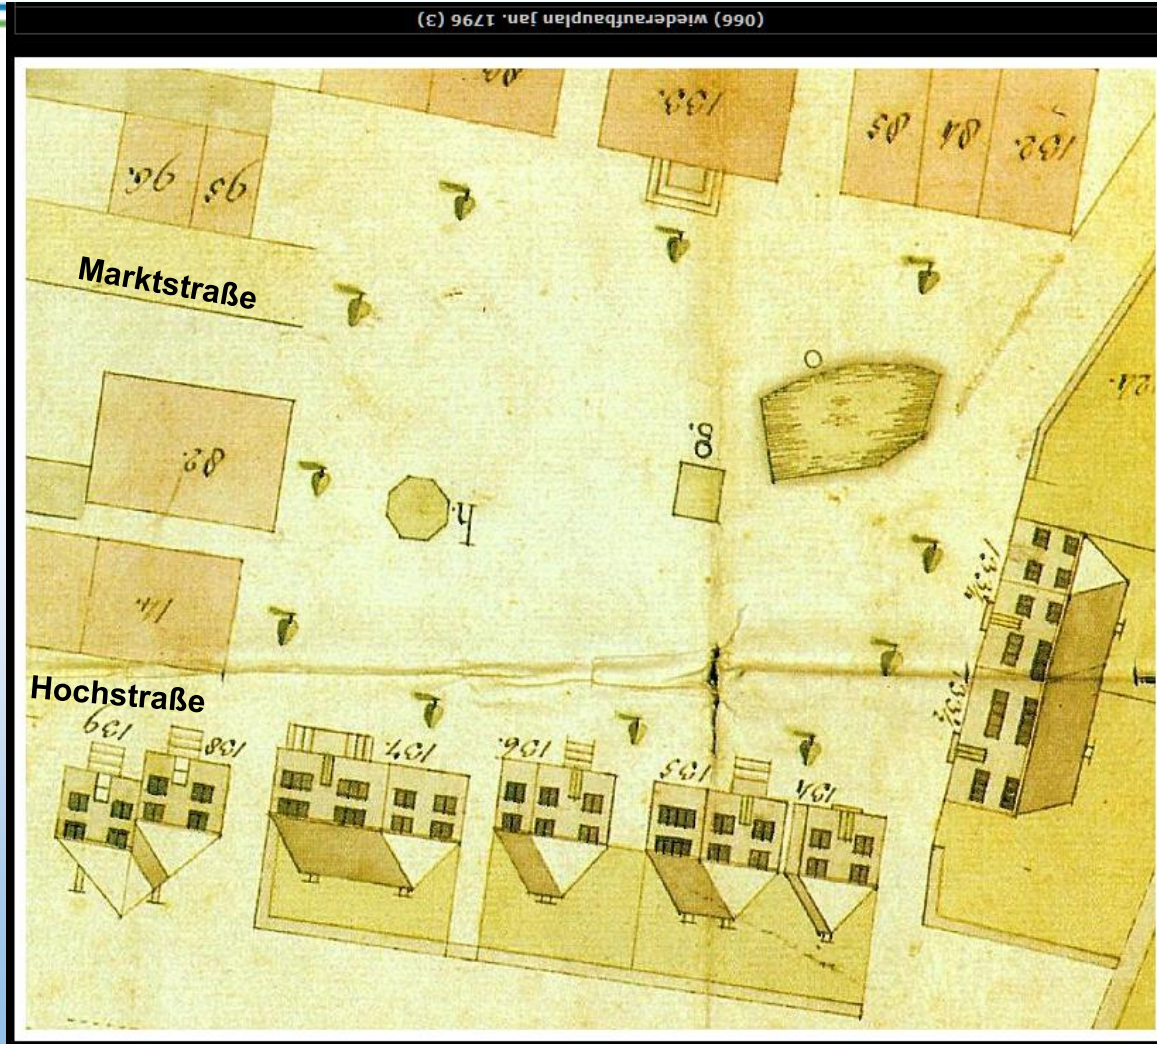 (066) wiederaufbauplan jan. 1796 (3)
133.
85 84 132.
96. 95
Marktstraße
o
82.
g.
h.
14.
Hochstraße
139 138 137. 136. 135 134